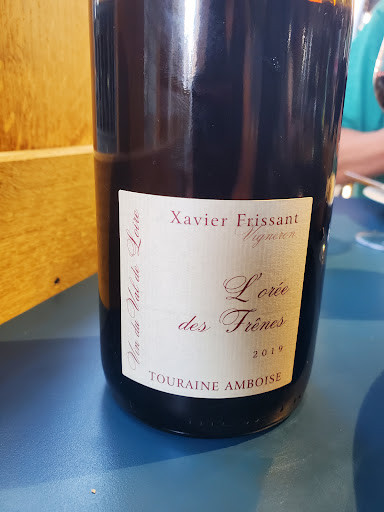 Xavier Frissant
Vigneron
Vin du Val de Loire
L'orée
des Frênes
2019
TOURAINE AMBOISE